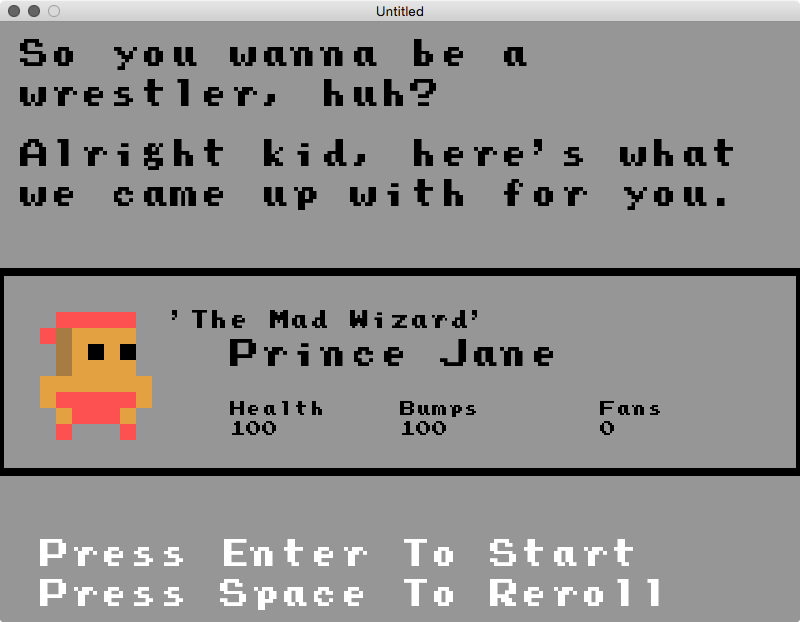 Untitled
So you wanna be a
wrestler, huh?
Alright kid, here's what
we came up with for you.
'The Mad Wizard'
Prince Jane
Health Bumps Fans
100 100 0
Press Enter To Start
Press Space To Reroll